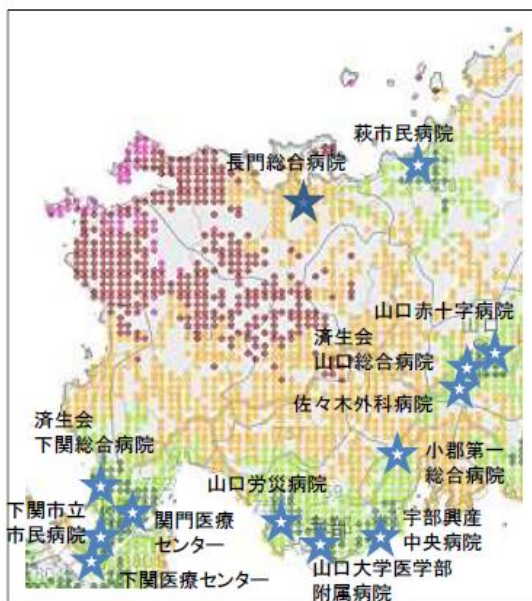 萩市民病院
長門総合病院
山口赤十字病院
済生会
山口総合病院
佐々木外科病院
済生会
下関総合病院
小郡第一
総合病院
山口労災病院
下関市立
市民病院
関門医療
センター
宇部興産
中央病院
下関医療センター
山口大学医学部
附属病院